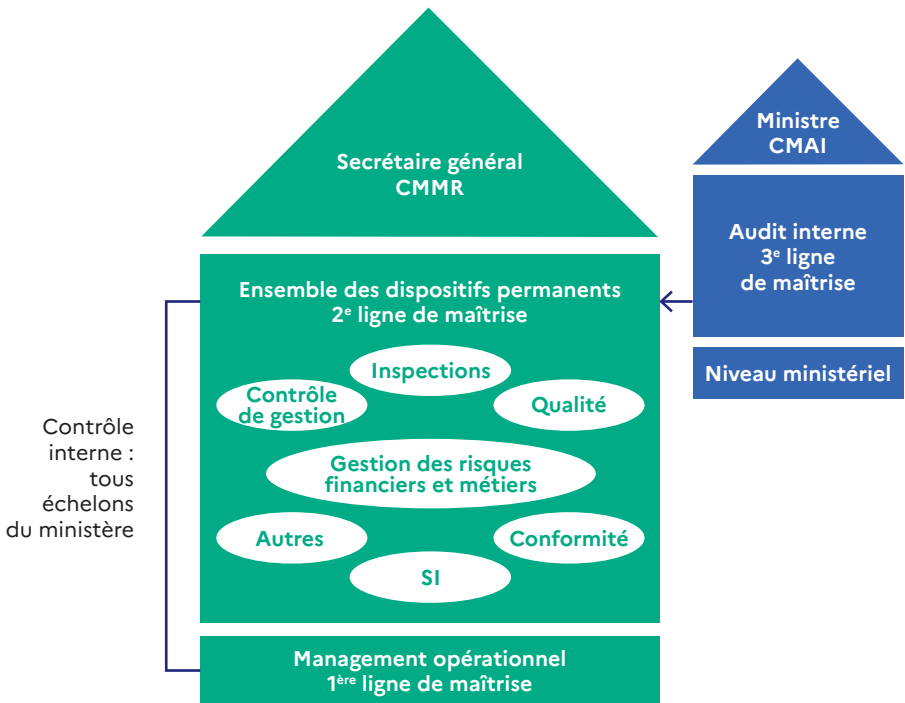 Secrétaire général
CMMR
Ministre
CMAI
Audit interne
3e ligne
de maîtrise
Niveau ministériel
Ensemble des dispositifs permanents
2e ligne de maîtrise
Inspections
Contrôle
de gestion
Qualité
Gestion des risques
financiers et métiers
Autres
Conformité
SI
Contrôle
interne :
tous
échelons
du ministère
Management opérationnel
1ère ligne de maîtrise